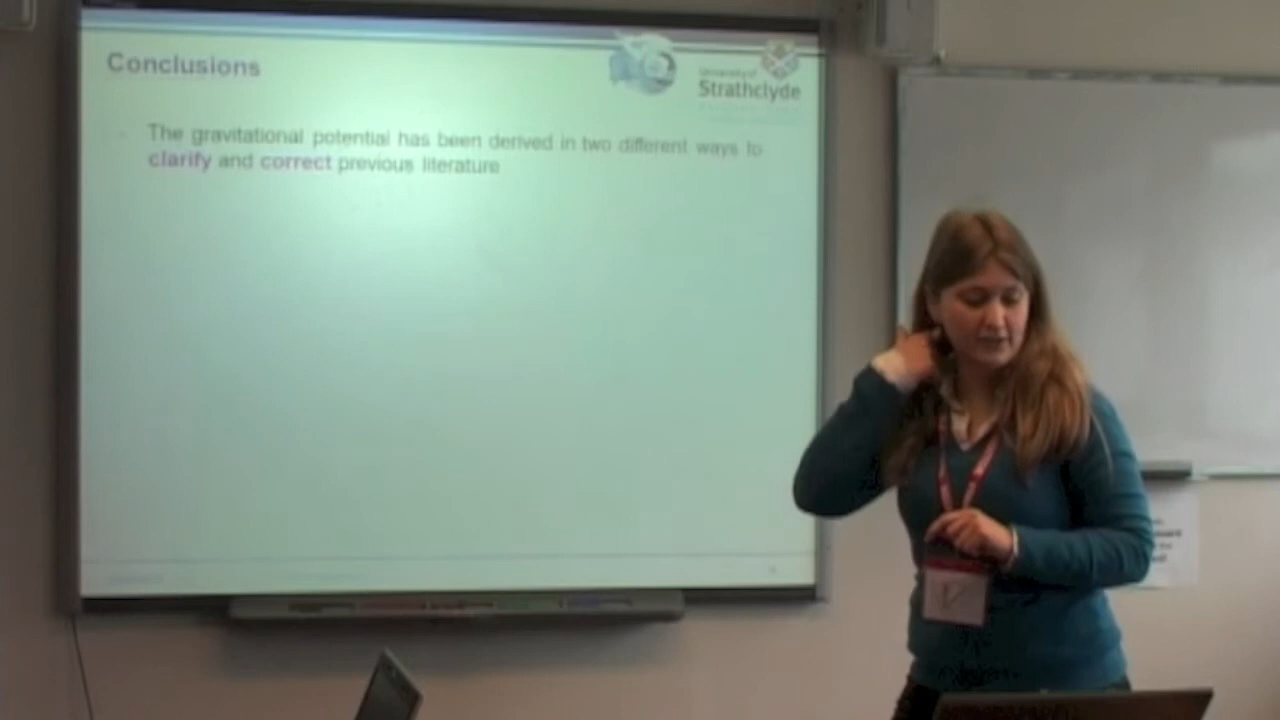 Conclusions
University of
Strathclyde
The gravitational potential has been derived in two different ways to
clarify and correct previous literature